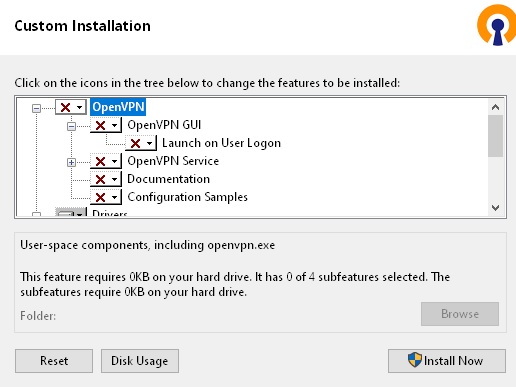 Custom Installation
Click on the icons in the tree below to change the features to be installed:
OpenVPN
OpenVPN GUI
Launch on User Logon
OpenVPN Service
Documentation
Configuration Samples
Drivers
User-space components, including openvpn.exe
This feature requires 0KB on your hard drive. It has 0 of 4 subfeatures selected. The
subfeatures require 0KB on your hard drive.
Folder:
Browse
Reset
Disk Usage
Install Now